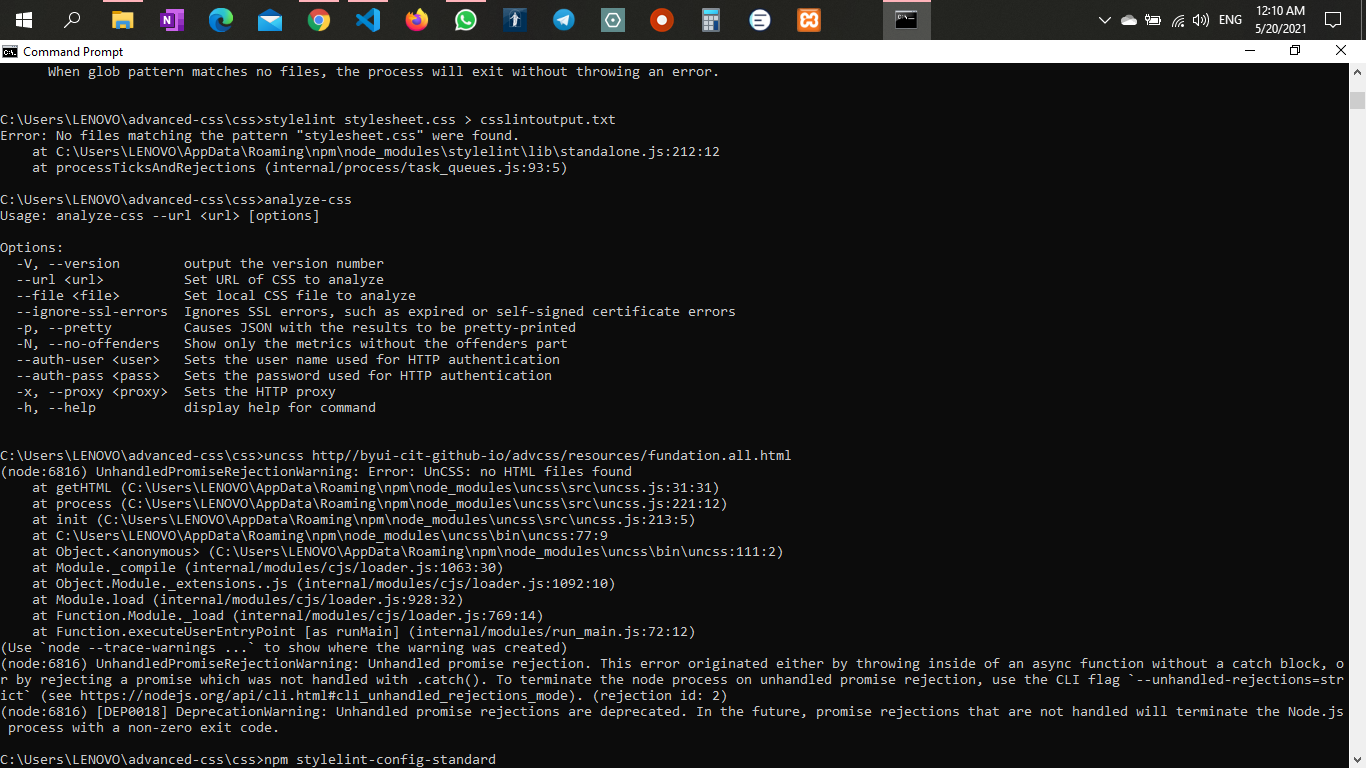 ENG
12:10 AM
5/20/2021
Command Prompt
When glob pattern matches no files, the process will exit without throwing an error.
C:\Users\LENOVO\advanced-css\css>stylelint stylesheet.css > csslintoutput.txt
Error: No files matching the pattern "stylesheet.css" were found.
at C:\Users\LENOVO\AppData\Roaming\npm\node_modules\stylelint\lib\standalone.js:212:12
at processTicksAndRejections (internal/process/task_queues.js:93:5)
C:\Users\LENOVO\advanced-css\css>analyze-css
Usage: analyze-css --url <url> [options]
Options:
-V, --version output the version number
--url <url> Set URL of CSS to analyze
--file <file> Set local CSS file to analyze
--ignore-ssl-errors Ignores SSL errors, such as expired or self-signed certificate errors
-p, --pretty Causes JSON with the results to be pretty-printed
-N, --no-offenders Show only the metrics without the offenders part
--auth-user <user> Sets the user name used for HTTP authentication
--auth-pass <pass> Sets the password used for HTTP authentication
-x, --proxy <proxy> Sets the HTTP proxy
-h, --help display help for command
C:\Users\LENOVO\advanced-css\css>uncss http//byui-cit-github-io/advcss/resources/fundation.all.html
(node:6816) UnhandledPromiseRejectionWarning: Error: UnCSS: no HTML files found
at getHTML (C:\Users\LENOVO\AppData\Roaming\npm\node_modules\uncss\src\uncss.js:31:31)
at process (C:\Users\LENOVO\AppData\Roaming\npm\node_modules\uncss\src\uncss.js:221:12)
at init (C:\Users\LENOVO\AppData\Roaming\npm\node_modules\uncss\src\uncss.js:213:5)
at C:\Users\LENOVO\AppData\Roaming\npm\node_modules\uncss\bin\uncss:77:9
at Object.<anonymous> (C:\Users\LENOVO\AppData\Roaming\npm\node_modules\uncss\bin\uncss:111:2)
at Module._compile (internal/modules/cjs/loader.js:1063:30)
at Object.Module._extensions..js (internal/modules/cjs/loader.js:1092:10)
at Module.load (internal/modules/cjs/loader.js:928:32)
at Function.Module._load (internal/modules/cjs/loader.js:769:14)
at Function.executeUserEntryPoint [as runMain] (internal/modules/run_main.js:72:12)
(Use `node --trace-warnings ...` to show where the warning was created)
(node:6816) UnhandledPromiseRejectionWarning: Unhandled promise rejection. This error originated either by throwing inside of an async function without a catch block, o
r by rejecting a promise which was not handled with .catch(). To terminate the node process on unhandled promise rejection, use the CLI flag `--unhandled-rejections=str
ict` (see https://nodejs.org/api/cli.html#cli_unhandled_rejections_mode). (rejection id: 2)
(node:6816) [DEP0018] DeprecationWarning: Unhandled promise rejections are deprecated. In the future, promise rejections that are not handled will terminate the Node.js
process with a non-zero exit code.
C:\Users\LENOVO\advanced-css\css>npm stylelint-config-standard